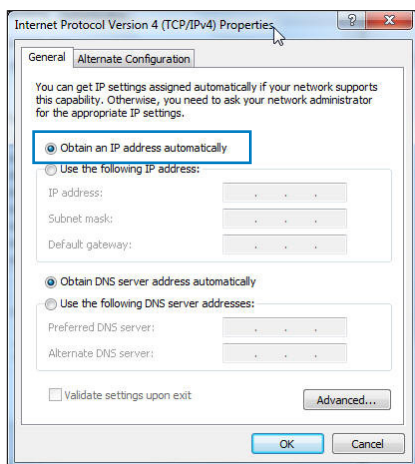 Internet Protocol Version 4 (TCP/IPv4) Properties
General
Alternate Configuration
You can get IP settings assigned automatically if your network supports
this capability. Otherwise, you need to ask your network administrator
for the appropriate IP settings.
Obtain an IP address automatically
Use the following IP address:
IP address:
Subnet mask:
Default gateway:
Obtain DNS server address automatically
Use the following DNS server addresses:
Preferred DNS server:
Alternate DNS server:
Validate settings upon exit
Advanced...
OK
Cancel